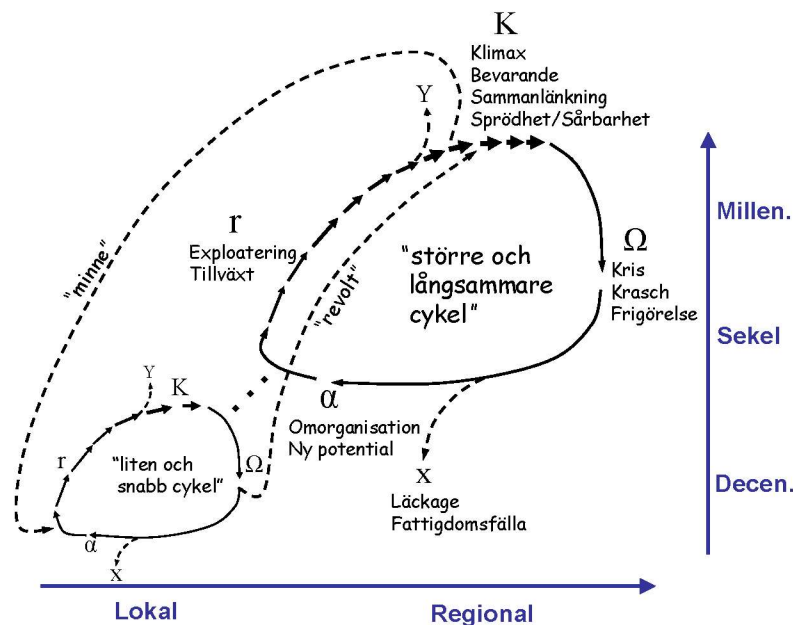 K
Klimax
Bevarande
Sammanlänkning
Sprödhet/Sårbarhet
Y
r
Exploatering
Tillväxt
"minne"
"revolt"
"större och
långsammare
cykel"
Ω
Kris
Krasch
Frigörelse
Millen.
Sekel
Decen.
α
Omorganisation
Ny potential
x
Läckage
Fattigdomsfälla
Y
K
r
"liten och
snabb cykel"
Ω
α
x
Lokal
Regional